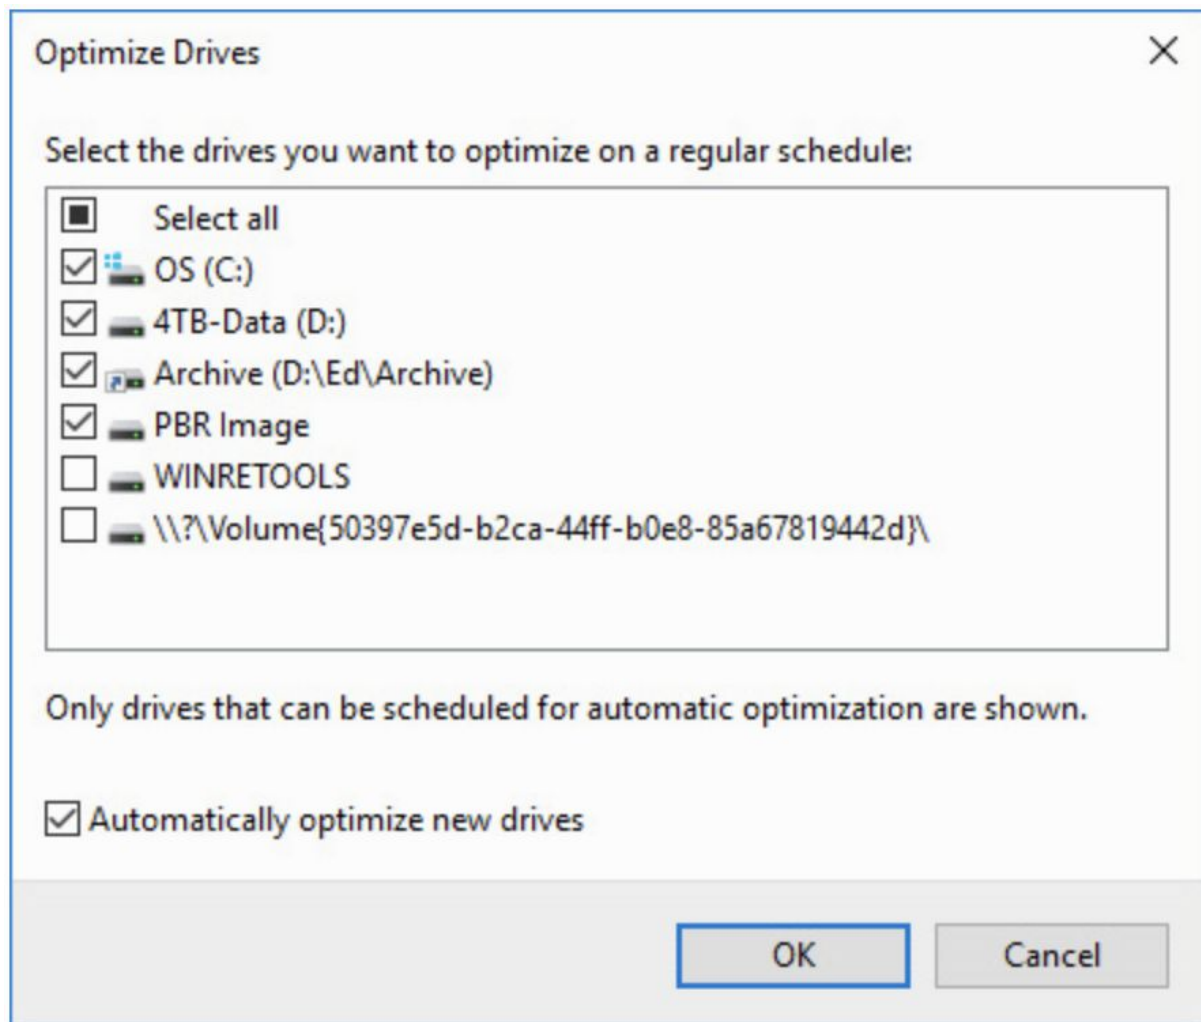 Optimize Drives
Select the drives you want to optimize on a regular schedule:
Select all
OS (C:)
4TB-Data (D:)
Archive (D:\Ed\Archive)
PBR Image
WINRETOOLS
\\?\Volume{50397e5d-b2ca-44ff-b0e8-85a67819442d}\
Only drives that can be scheduled for automatic optimization are shown.
Automatically optimize new drives
OK Cancel